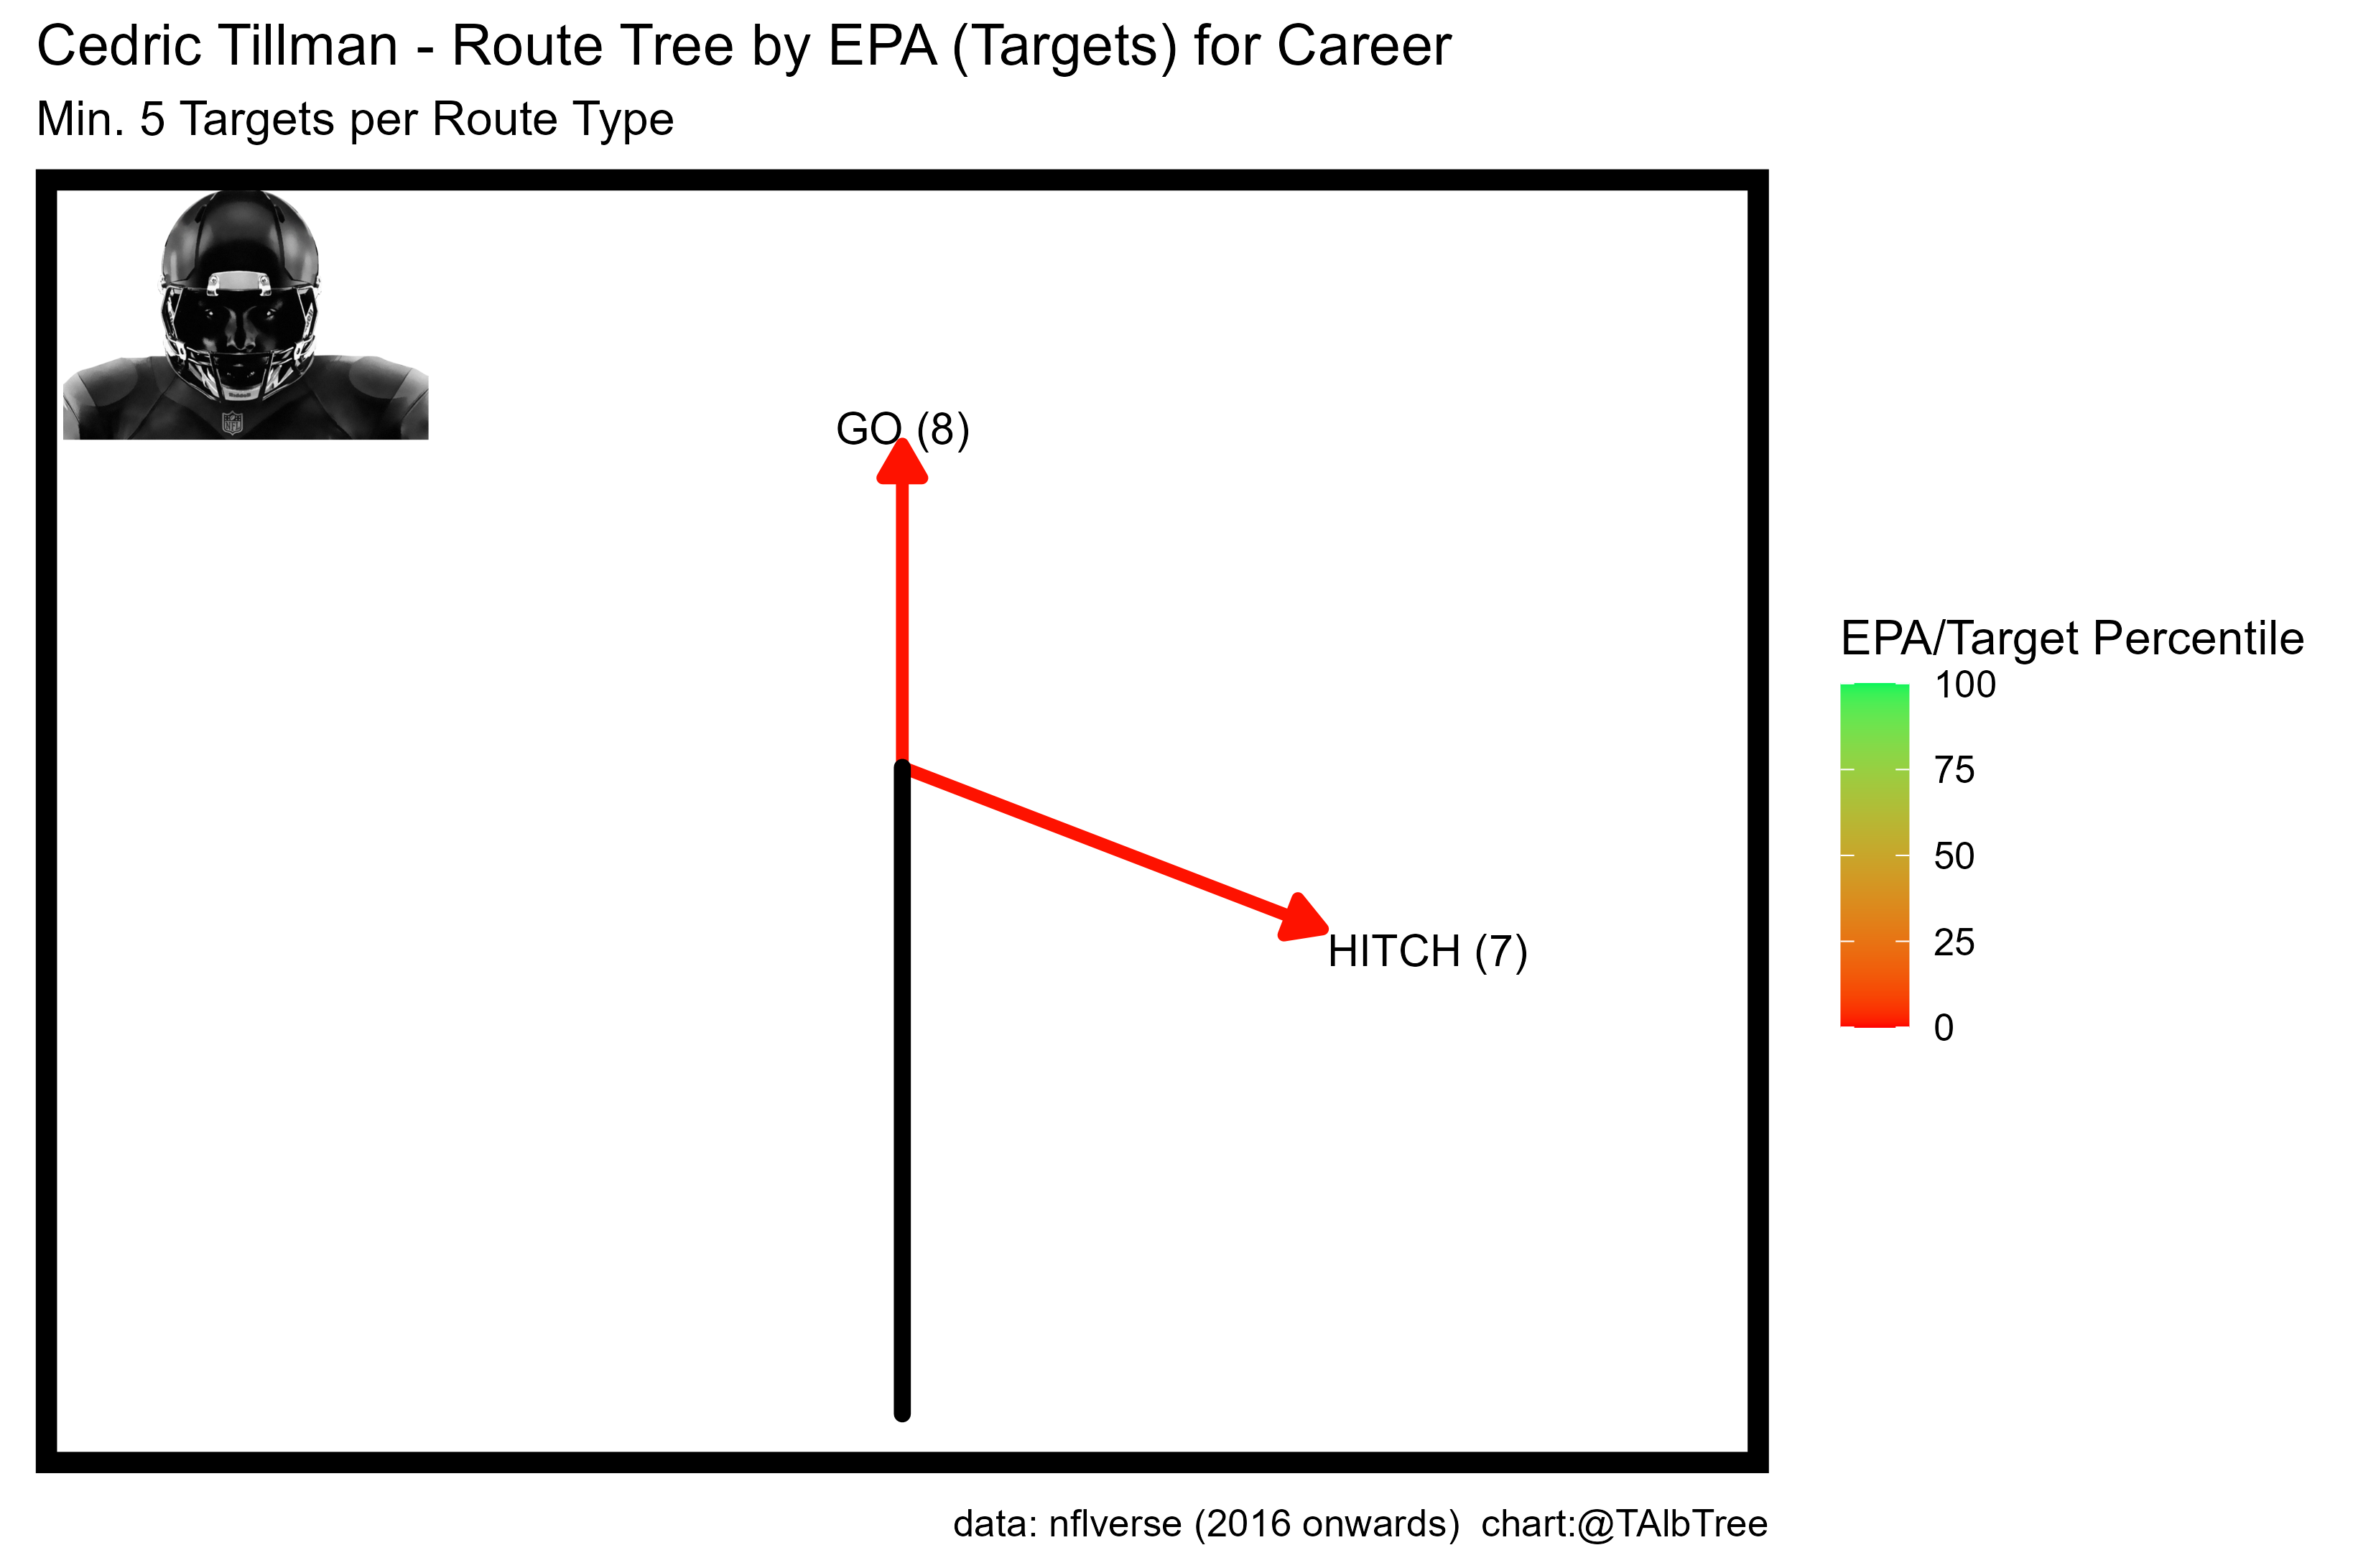 Cedric Tillman - Route Tree by EPA (Targets) for Career
Min. 5 Targets per Route Type
GO (8)
HITCH (7)
EPA/Target Percentile
100
75
50
25
0
data: nflverse (2016 onwards)  chart:@TAlbTree